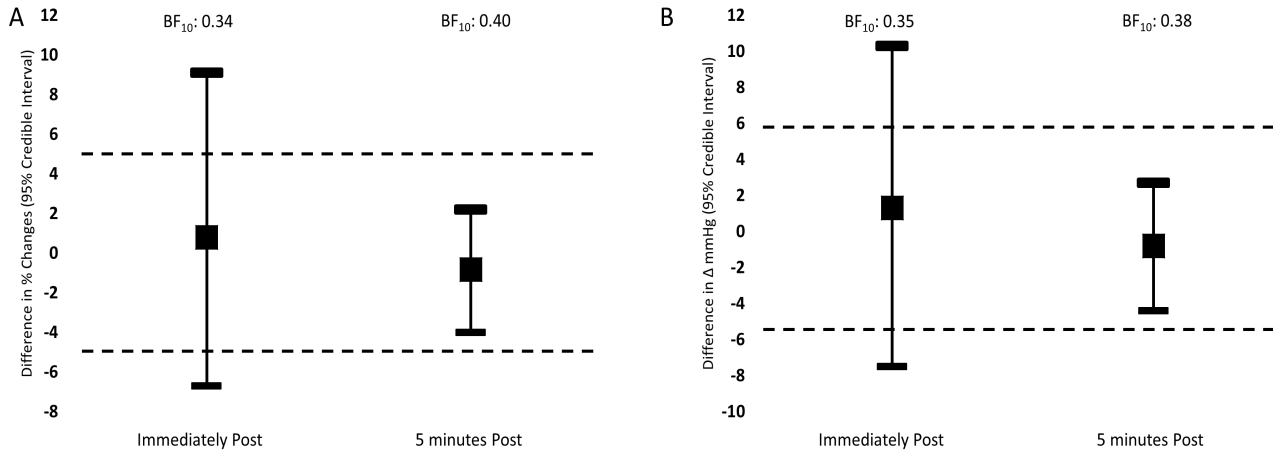 A
BF10: 0.34
BF10: 0.40
Difference in % Changes (95% Credible Interval)
12
10
8
6
4
2
0
-2
-4
-6
-8
Immediately Post
5 minutes Post
B
BF10: 0.35
BF10: 0.38
Difference in Δ mmHg (95% Credible Interval)
12
10
8
6
4
2
0
-2
-4
-6
-8
-10
Immediately Post
5 minutes Post